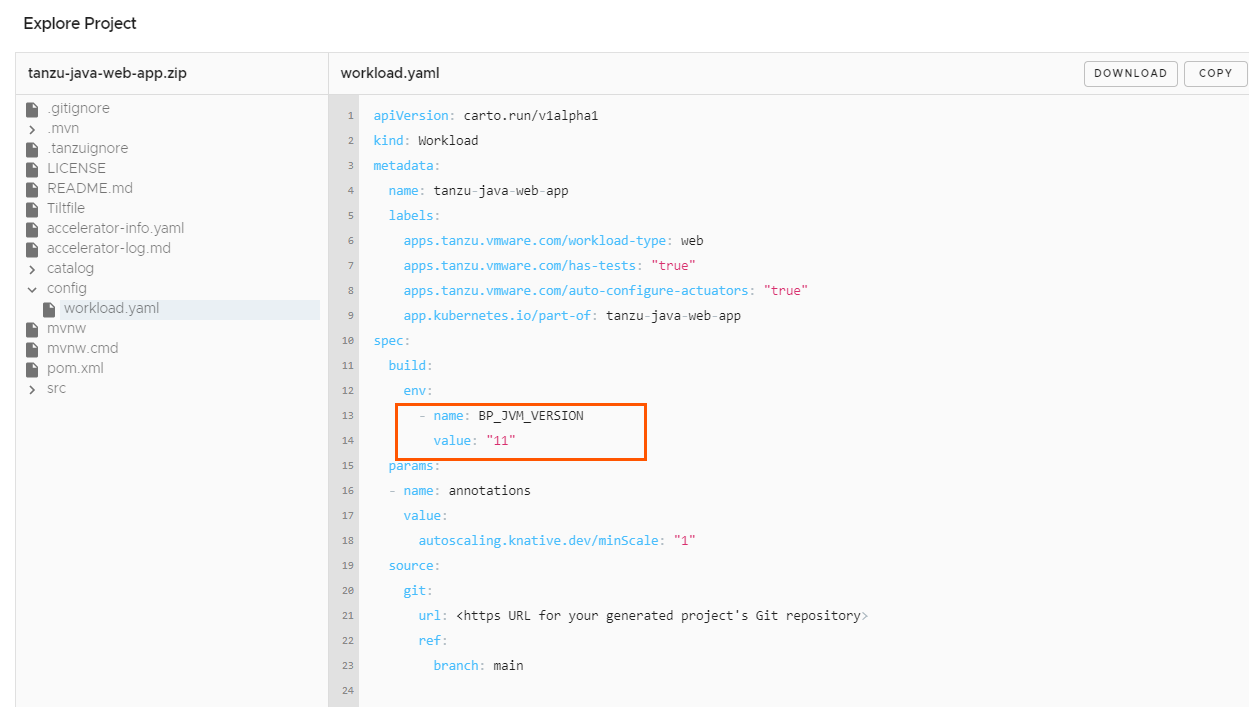 Explore Project
tanzu-java-web-app.zip
.gitignore
.mvn
.tanzuignore
LICENSE
README.md
Tiltfile
accelerator-info.yaml
accelerator-log.md
catalog
config
workload.yaml
mvnw
mvnw.cmd
pom.xml
src
workload.yaml
DOWNLOAD
COPY
1 apiVersion: carto.run/v1alpha1
2 kind: Workload
3 metadata:
4   name: tanzu-java-web-app
5   labels:
6     apps.tanzu.vmware.com/workload-type: web
7     apps.tanzu.vmware.com/has-tests: "true"
8     apps.tanzu.vmware.com/auto-configure-actuators: "true"
9     app.kubernetes.io/part-of: tanzu-java-web-app
10 spec:
11   build:
12     env:
13       - name: BP_JVM_VERSION
14         value: "11"
15   params:
16   - name: annotations
17     value:
18       autoscaling.knative.dev/minScale: "1"
19   source:
20     git:
21       url: <https URL for your generated project's Git repository>
22       ref:
23         branch: main
24